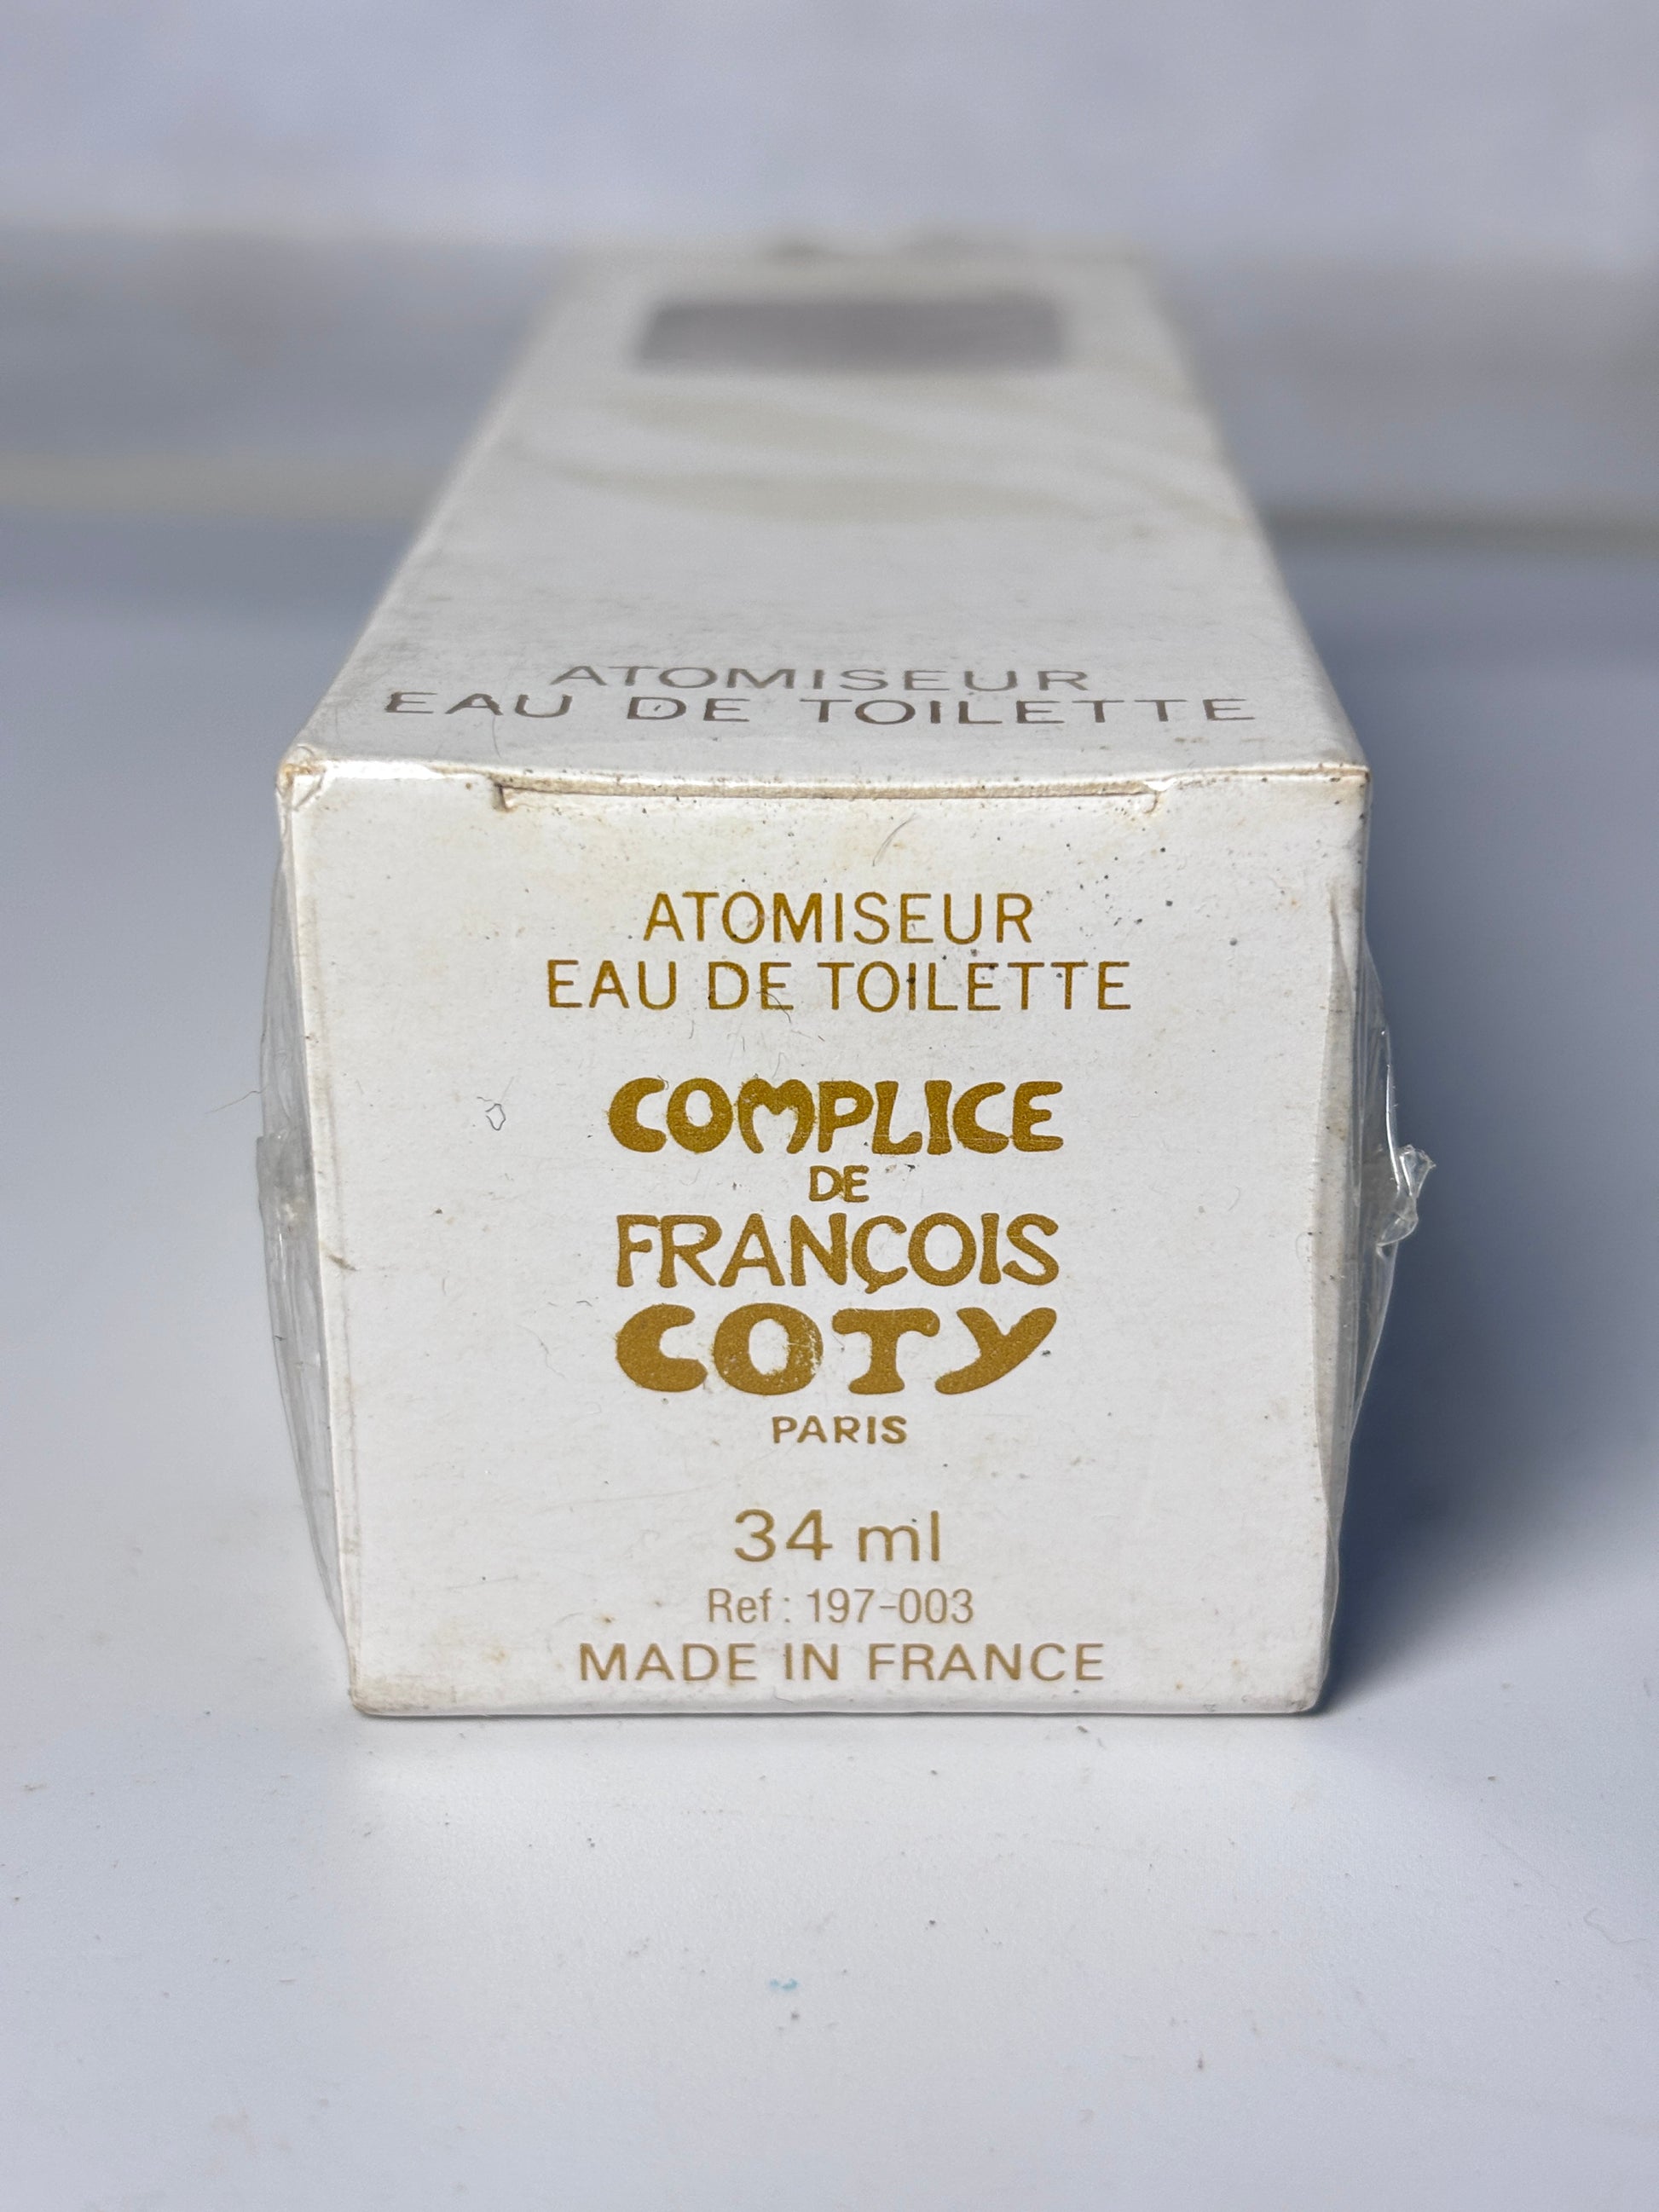 ATOMISEUR
EAU DE TOILETTE
ATOMISEUR
EAU DE TOILETTE
COMPLICE
DE
FRANÇOIS
COTY
PARIS
34 ml
Ref : 197-003
MADE IN FRANCE